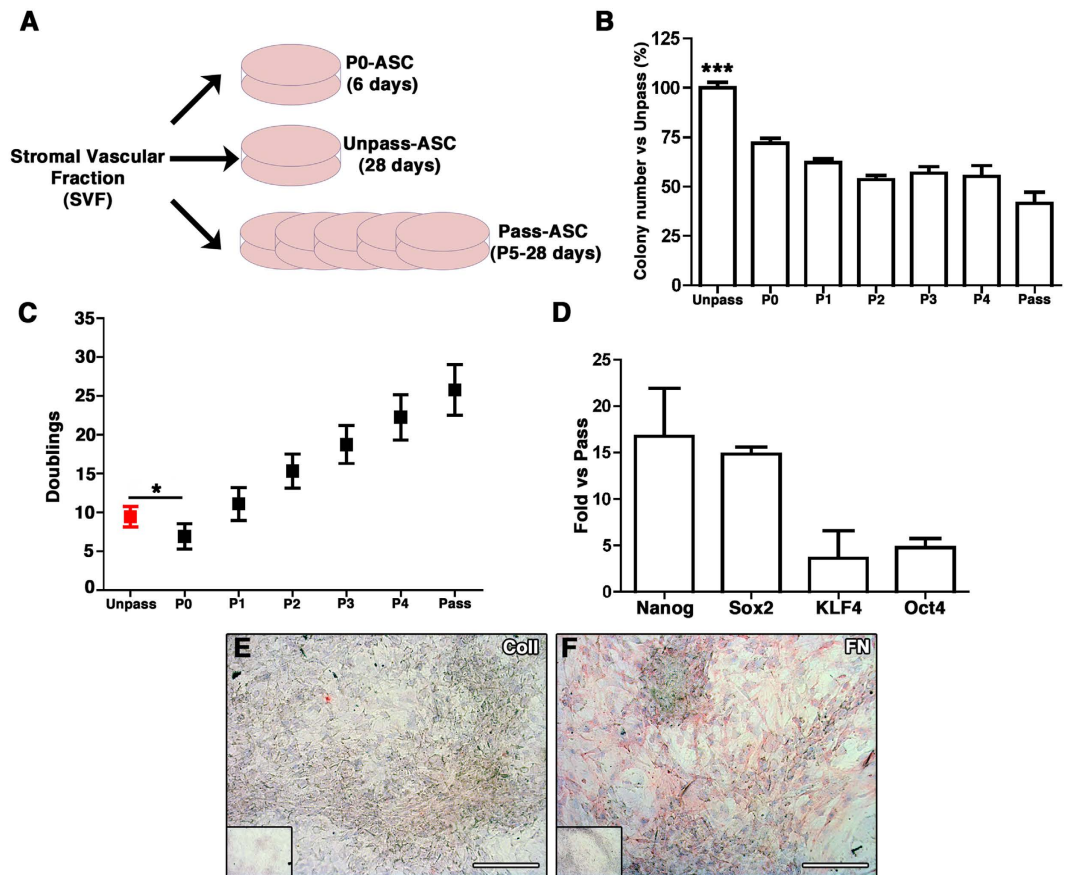 A
Stromal Vascular
Fraction
(SVF)
P0-ASC
(6 days)
Unpass-ASC
(28 days)
Pass-ASC
(P5-28 days)
B
Colony number vs Unpass (%)
125
100
75
50
25
0
***
Unpass P0 P1 P2 P3 P4 Pass
C
Doublings
35
30
25
20
15
10
5
0
*
Unpass P0 P1 P2 P3 P4 Pass
D
Fold vs Pass
25
20
15
10
5
0
Nanog Sox2 KLF4 Oct4
E
Coll
F
FN